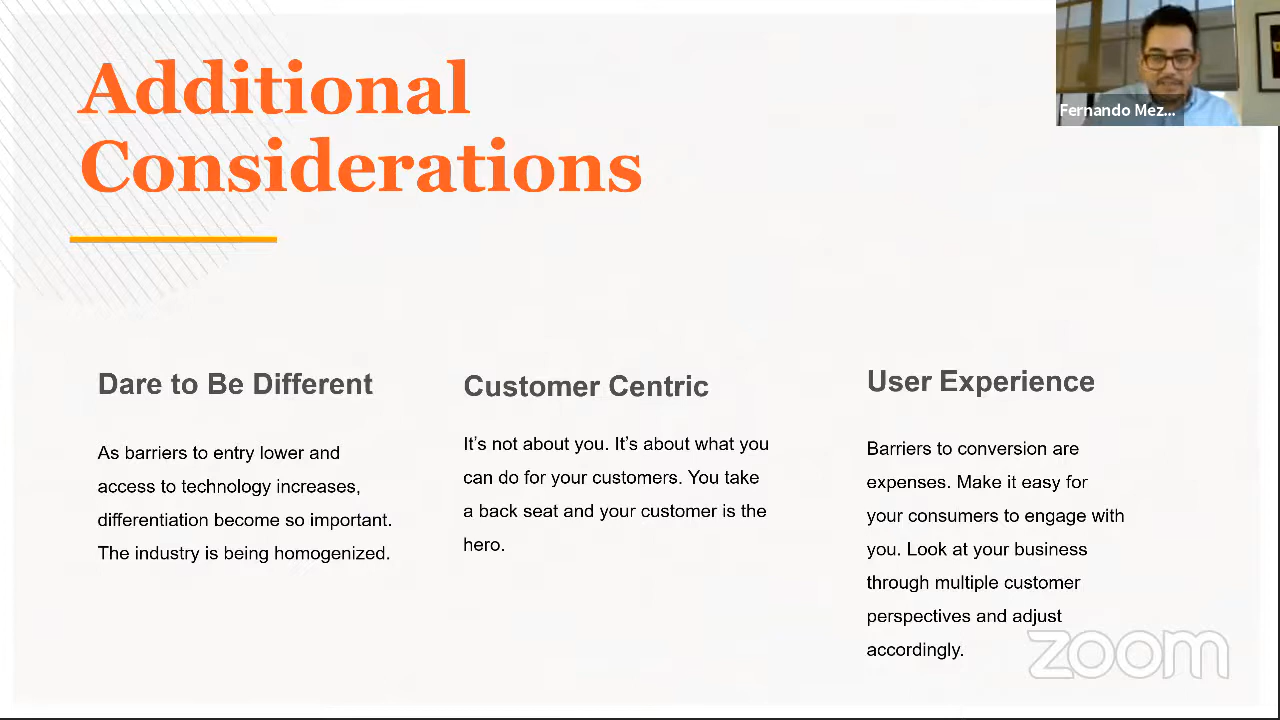 Additional
Considerations
Fernando Mez...
Dare to Be Different
As barriers to entry lower and
access to technology increases,
differentiation become so important.
The industry is being homogenized.
Customer Centric
It’s not about you. It’s about what you
can do for your customers. You take
a back seat and your customer is the
hero.
User Experience
Barriers to conversion are
expenses. Make it easy for
your consumers to engage with
you. Look at your business
through multiple customer
perspectives and adjust
accordingly.
zoom